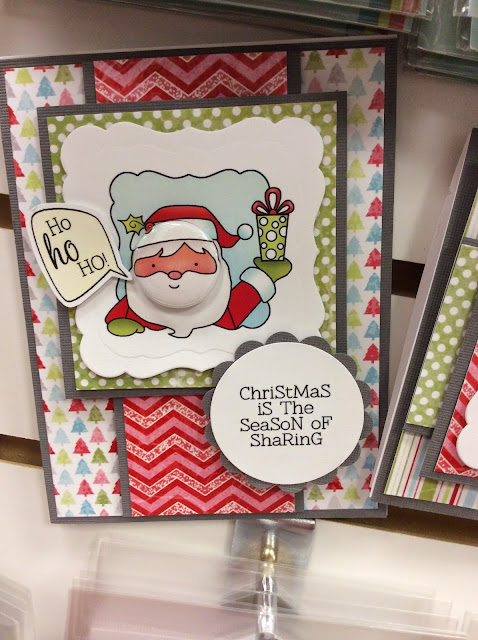 Ho
ho
HO!
ChriStMaS
iS The
SeaSoN oF
ShaRinG